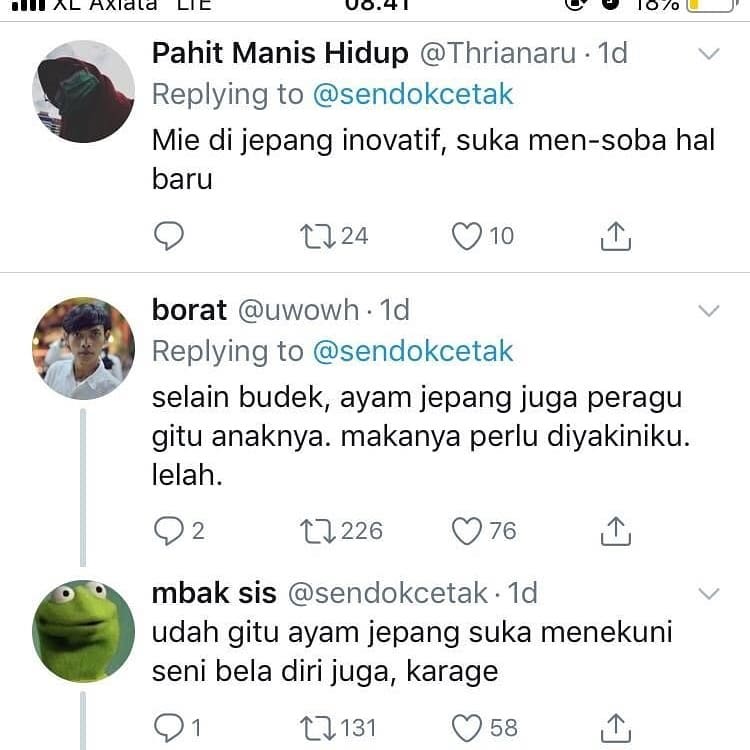 XL Axiata LTE 08.41 18%
Pahit Manis Hidup @Thrianaru · 1d
Replying to @sendokcetak
Mie di jepang inovatif, suka men-soba hal
baru
24 10
borat @uwowh · 1d
Replying to @sendokcetak
selain budek, ayam jepang juga peragu
gitu anaknya. makanya perlu diyakiniku.
lelah.
2 226 76
mbak sis @sendokcetak · 1d
udah gitu ayam jepang suka menekuni
seni bela diri juga, karage
1 131 58